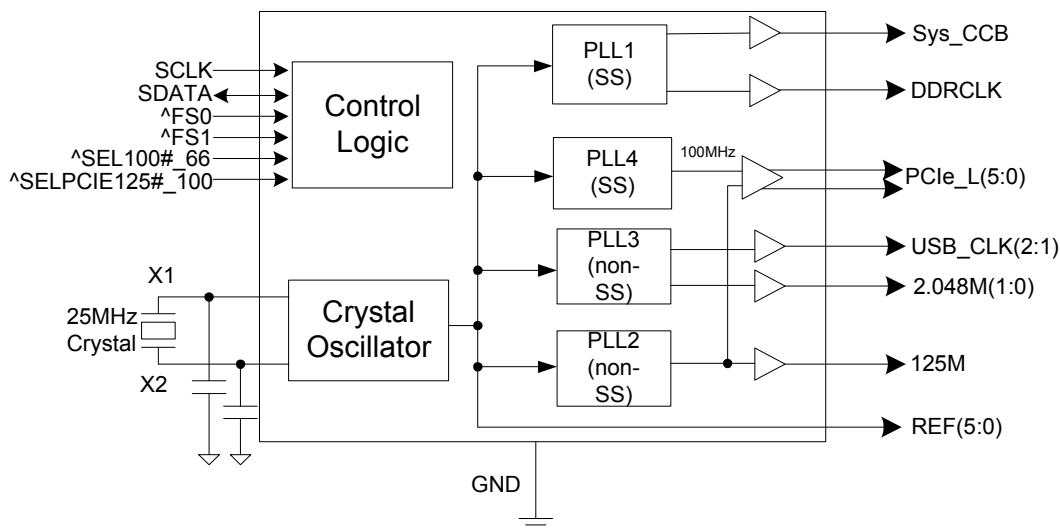 SCLK
SDATA
^FS0
^FS1
^SEL100#_66
^SELPCIE125#_100
Control
Logic
X1
25MHz
Crystal
X2
Crystal
Oscillator
PLL1
(SS)
PLL4
(SS)
100MHz
PLL3
(non-
SS)
PLL2
(non-
SS)
Sys_CCB
DDRCLK
PCIe_L(5:0)
USB_CLK(2:1)
2.048M(1:0)
125M
REF(5:0)
GND